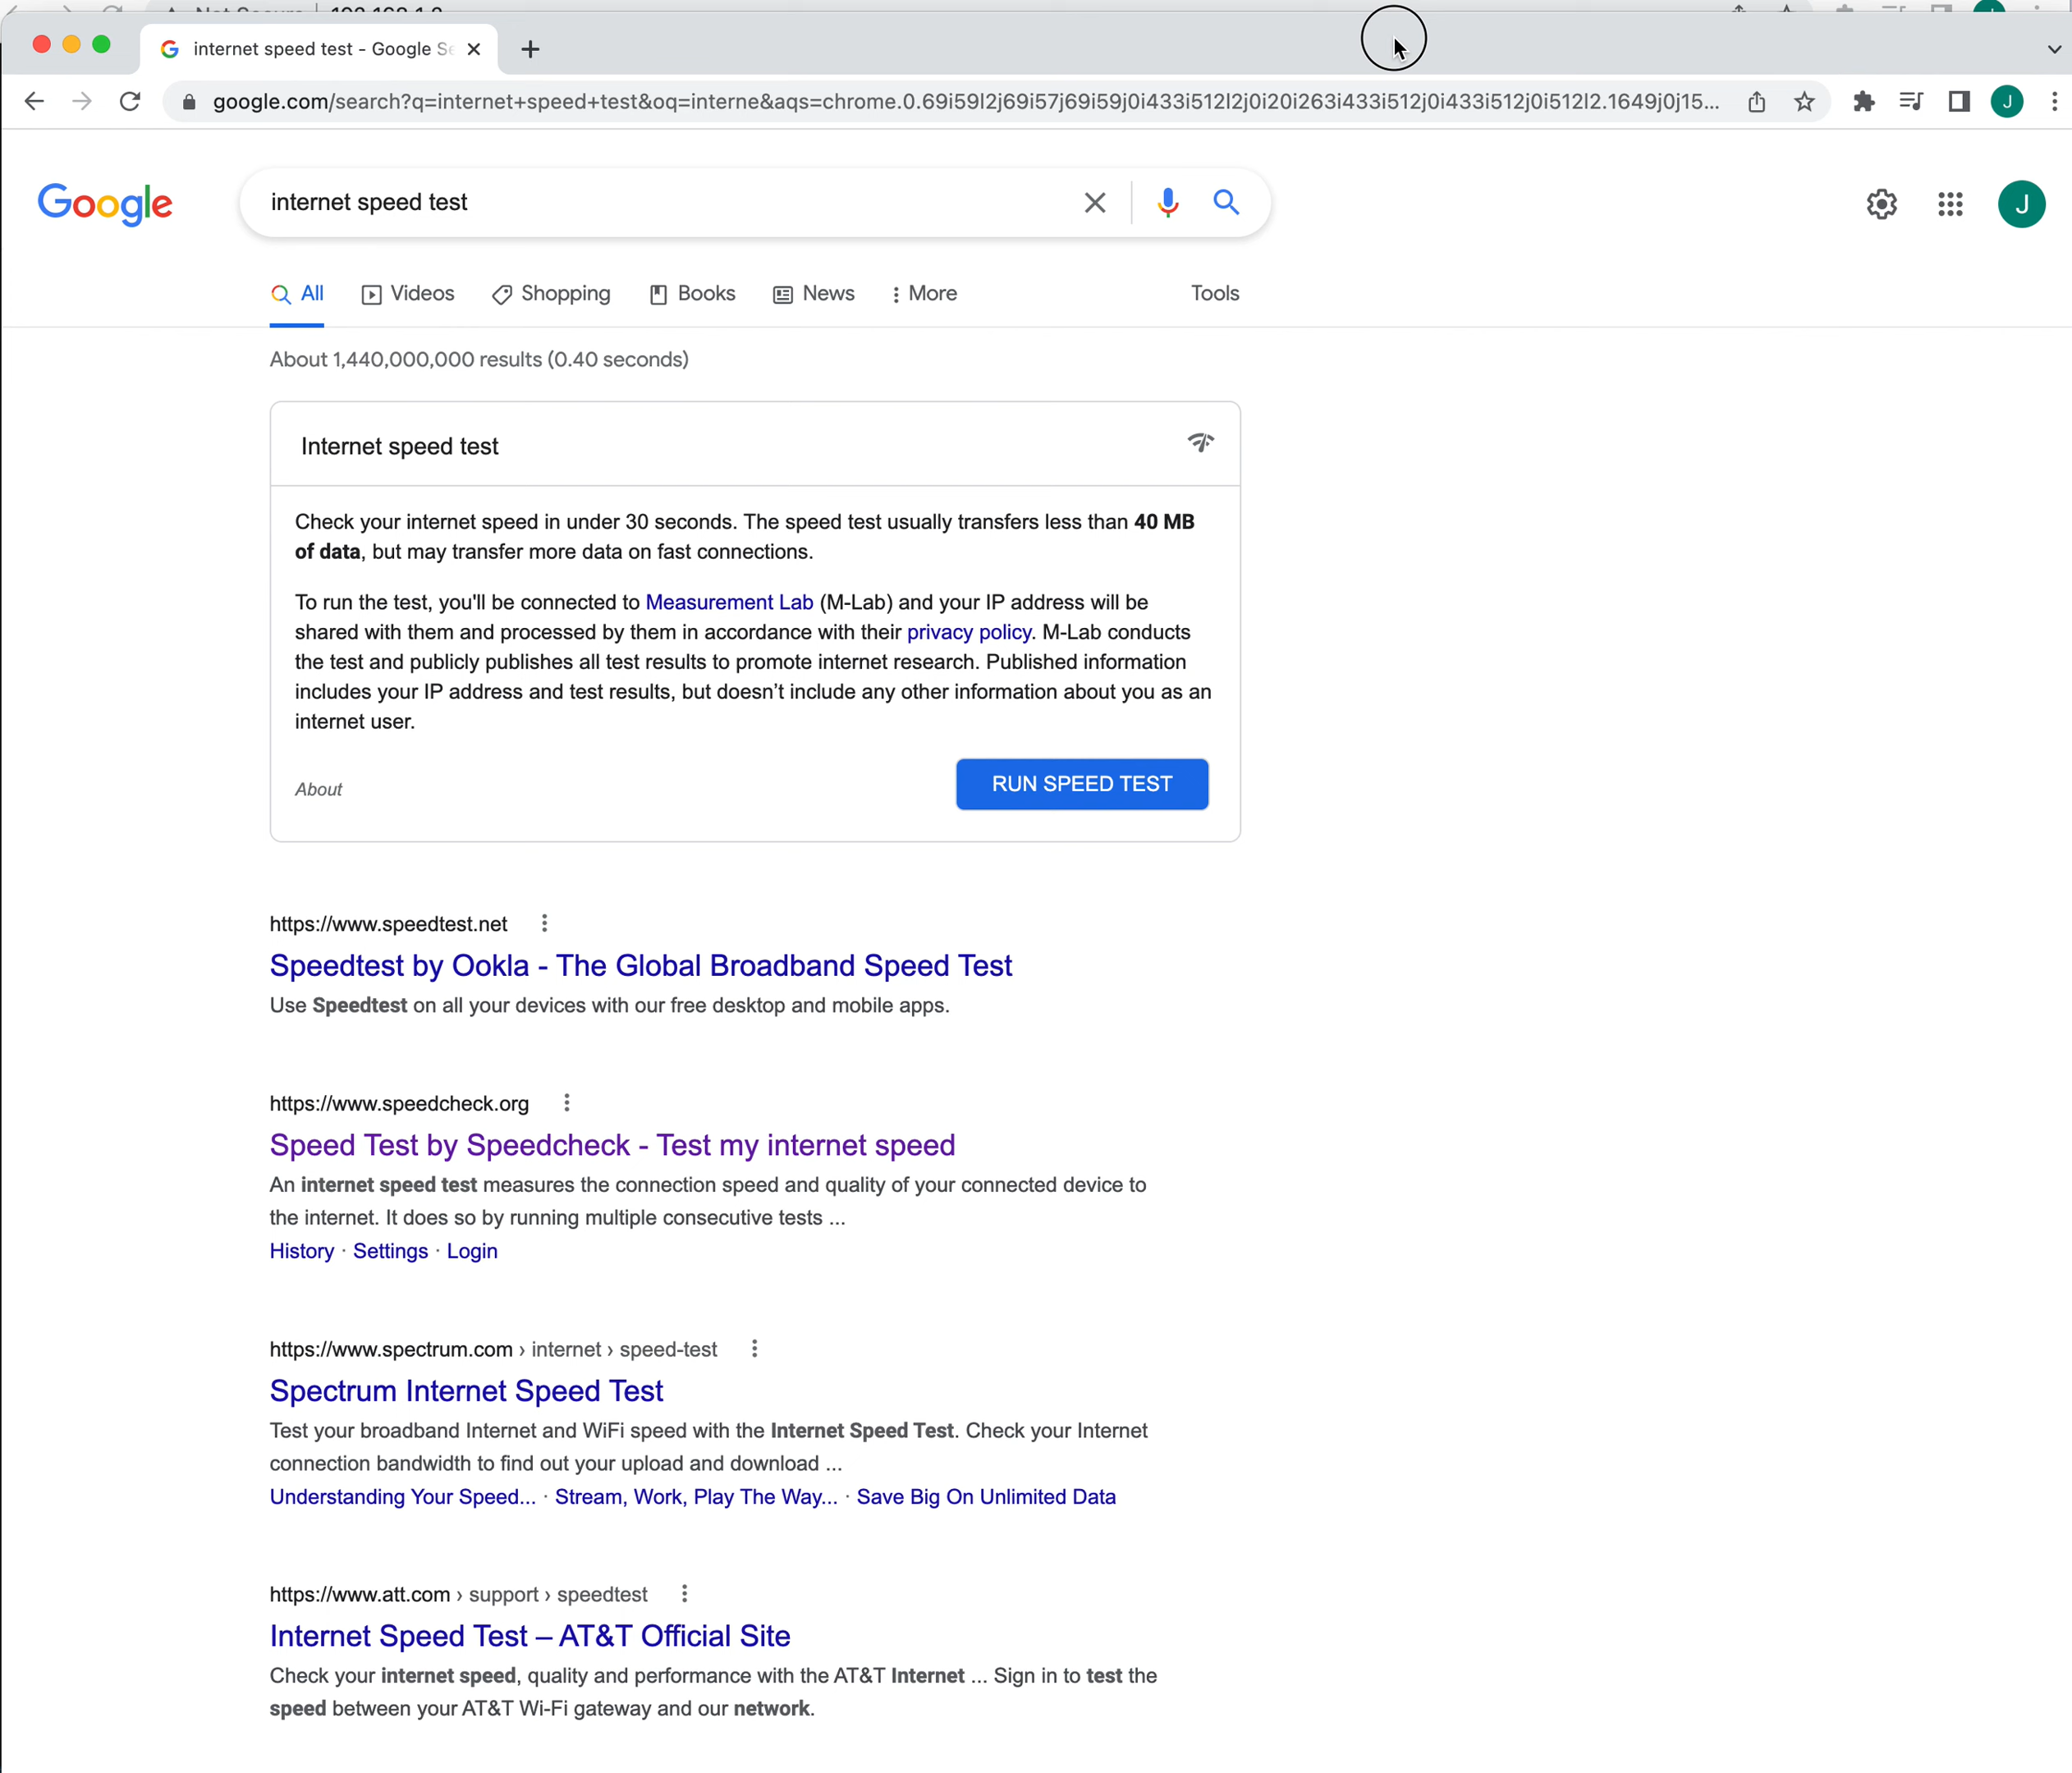 internet speed test - Google Se
google.com/search?q=internet+speed+test&oq=interne&aqs=chrome.0.69i59l2j69i57j69i59j0i433i512l2j0i20i263i433i512j0i433i512j0i512l2.1649j0j15...
J
Google
internet speed test
J
All
Videos
Shopping
Books
News
More
Tools
About 1,440,000,000 results (0.40 seconds)
Internet speed test
Check your internet speed in under 30 seconds. The speed test usually transfers less than 40 MB
of data, but may transfer more data on fast connections.
To run the test, you'll be connected to Measurement Lab (M-Lab) and your IP address will be
shared with them and processed by them in accordance with their privacy policy. M-Lab conducts
the test and publicly publishes all test results to promote internet research. Published information
includes your IP address and test results, but doesn’t include any other information about you as an
internet user.
About
RUN SPEED TEST
https://www.speedtest.net
Speedtest by Ookla - The Global Broadband Speed Test
Use Speedtest on all your devices with our free desktop and mobile apps.
https://www.speedcheck.org
Speed Test by Speedcheck - Test my internet speed
An internet speed test measures the connection speed and quality of your connected device to
the internet. It does so by running multiple consecutive tests ...
History · Settings · Login
https://www.spectrum.com › internet › speed-test
Spectrum Internet Speed Test
Test your broadband Internet and WiFi speed with the Internet Speed Test. Check your Internet
connection bandwidth to find out your upload and download ...
Understanding Your Speed... · Stream, Work, Play The Way... · Save Big On Unlimited Data
https://www.att.com › support › speedtest
Internet Speed Test – AT&T Official Site
Check your internet speed, quality and performance with the AT&T Internet ... Sign in to test the
speed between your AT&T Wi-Fi gateway and our network.